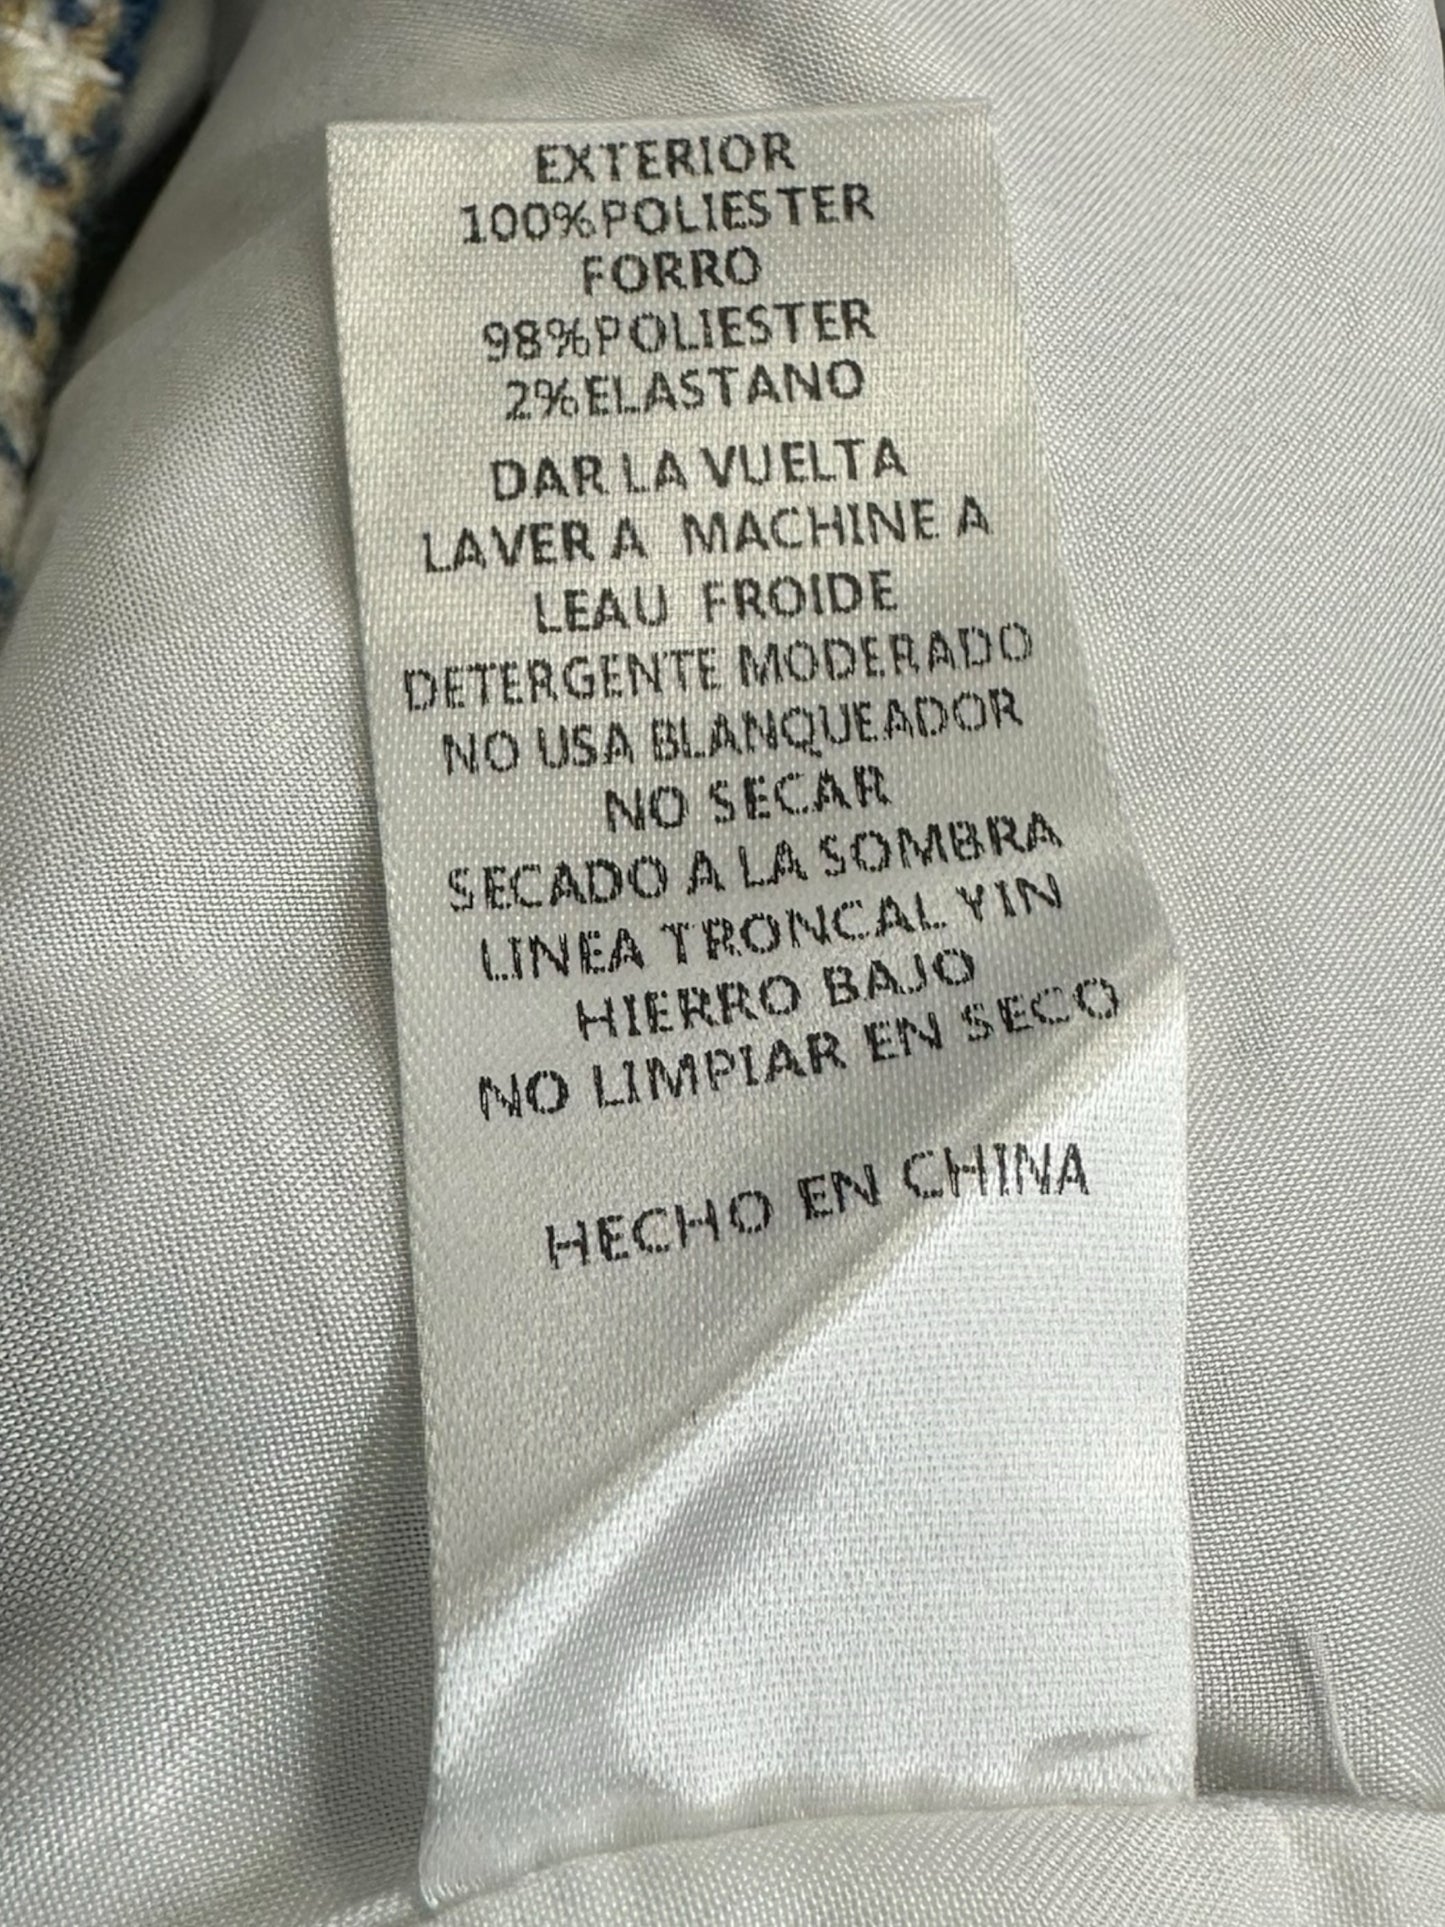 EXTERIOR
100%POLIESTER
FORRO
98%POLIESTER
2%ELASTANO
DAR LA VUELTA
LAVER A MACHINE A
LEAU FROIDE
DETERGENTE MODERADO
NO USA BLANQUEADOR
NO SECAR
SECADO A LA SOMBRA
LINEA TRONCAL YIN
HIERRO BAJO
NO LIMPIAR EN SECO
HECHO EN CHINA